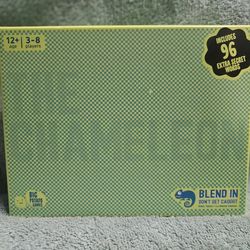 12+ | 3-8
age players
INCLUDES
96
EXTRA SECRET
WORDS
THE
CHAMELEON
BIG
POTATO
GAMES
BLEND IN
DON'T GET CAUGHT